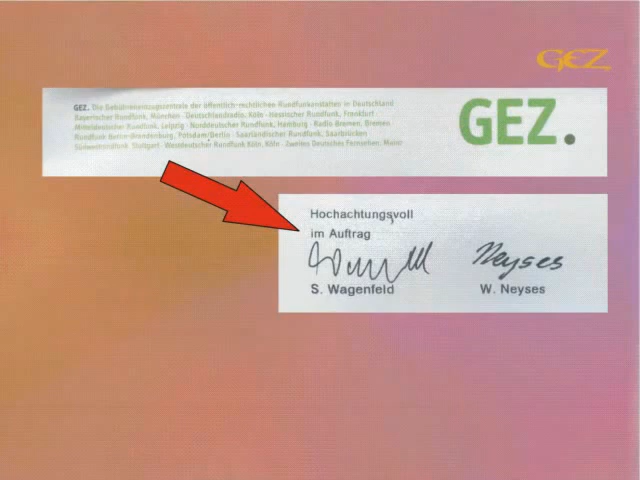 GEZ
GEZ. Die Gebühreneinzugszentrale der öffentlich-rechtlichen Rundfunkanstalten in Deutschland
Bayerischer Rundfunk, München · Deutschlandradio, Köln · Hessischer Rundfunk, Frankfurt ·
Mitteldeutscher Rundfunk, Leipzig · Norddeutscher Rundfunk, Hamburg · Radio Bremen, Bremen
Rundfunk Berlin-Brandenburg, Potsdam/Berlin · Saarländischer Rundfunk, Saarbrücken
Südwestrundfunk Stuttgart · Westdeutscher Rundfunk Köln, Köln · Zweites Deutsches Fernsehen, Mainz
GEZ.
Hochachtungsvoll
im Auftrag
Neyses
S. Wagenfeld W. Neyses